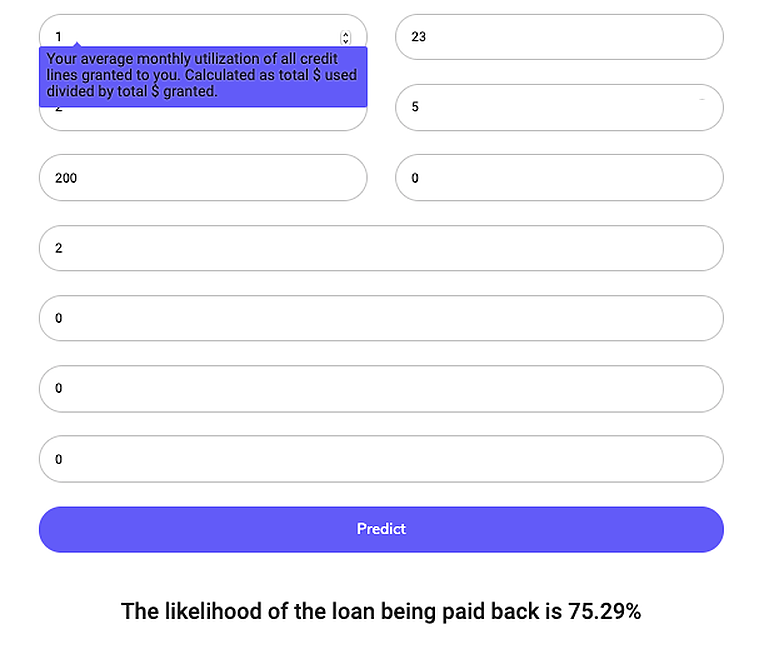 1
23
Your average monthly utilization of all credit
lines granted to you. Calculated as total $ used
divided by total $ granted.
2
5
200
0
2
0
0
0
Predict
The likelihood of the loan being paid back is 75.29%